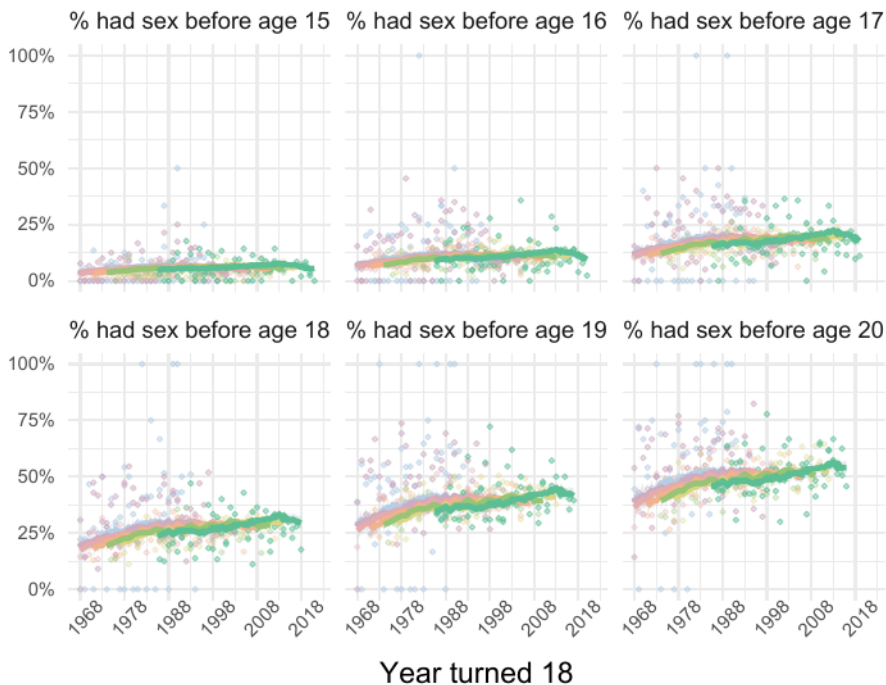 % had sex before age 15 % had sex before age 16 % had sex before age 17
100%
75%
50%
25%
0%
% had sex before age 18 % had sex before age 19 % had sex before age 20
100%
75%
50%
25%
0%
1968 1978 1988 1998 2008 2018 1968 1978 1988 1998 2008 2018 1968 1978 1988 1998 2008 2018
Year turned 18